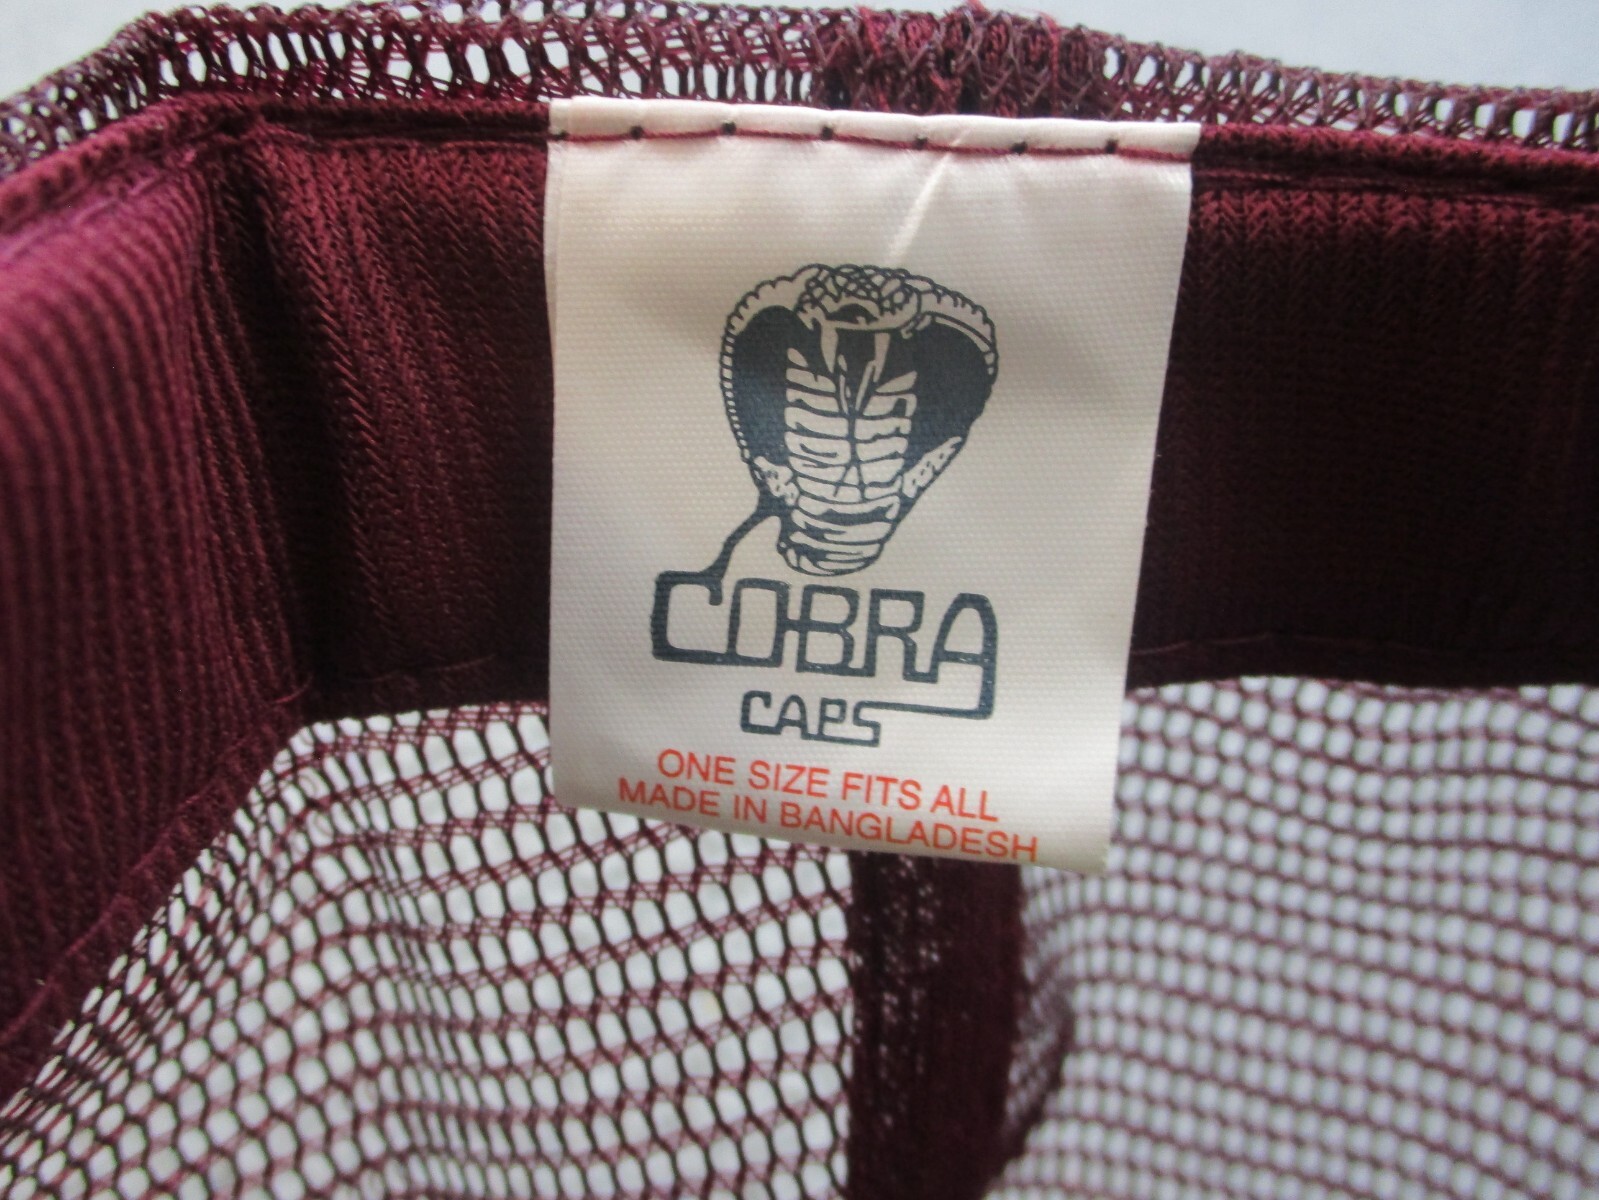 COBRA
CAPS
ONE SIZE FITS ALL
MADE IN BANGLADESH